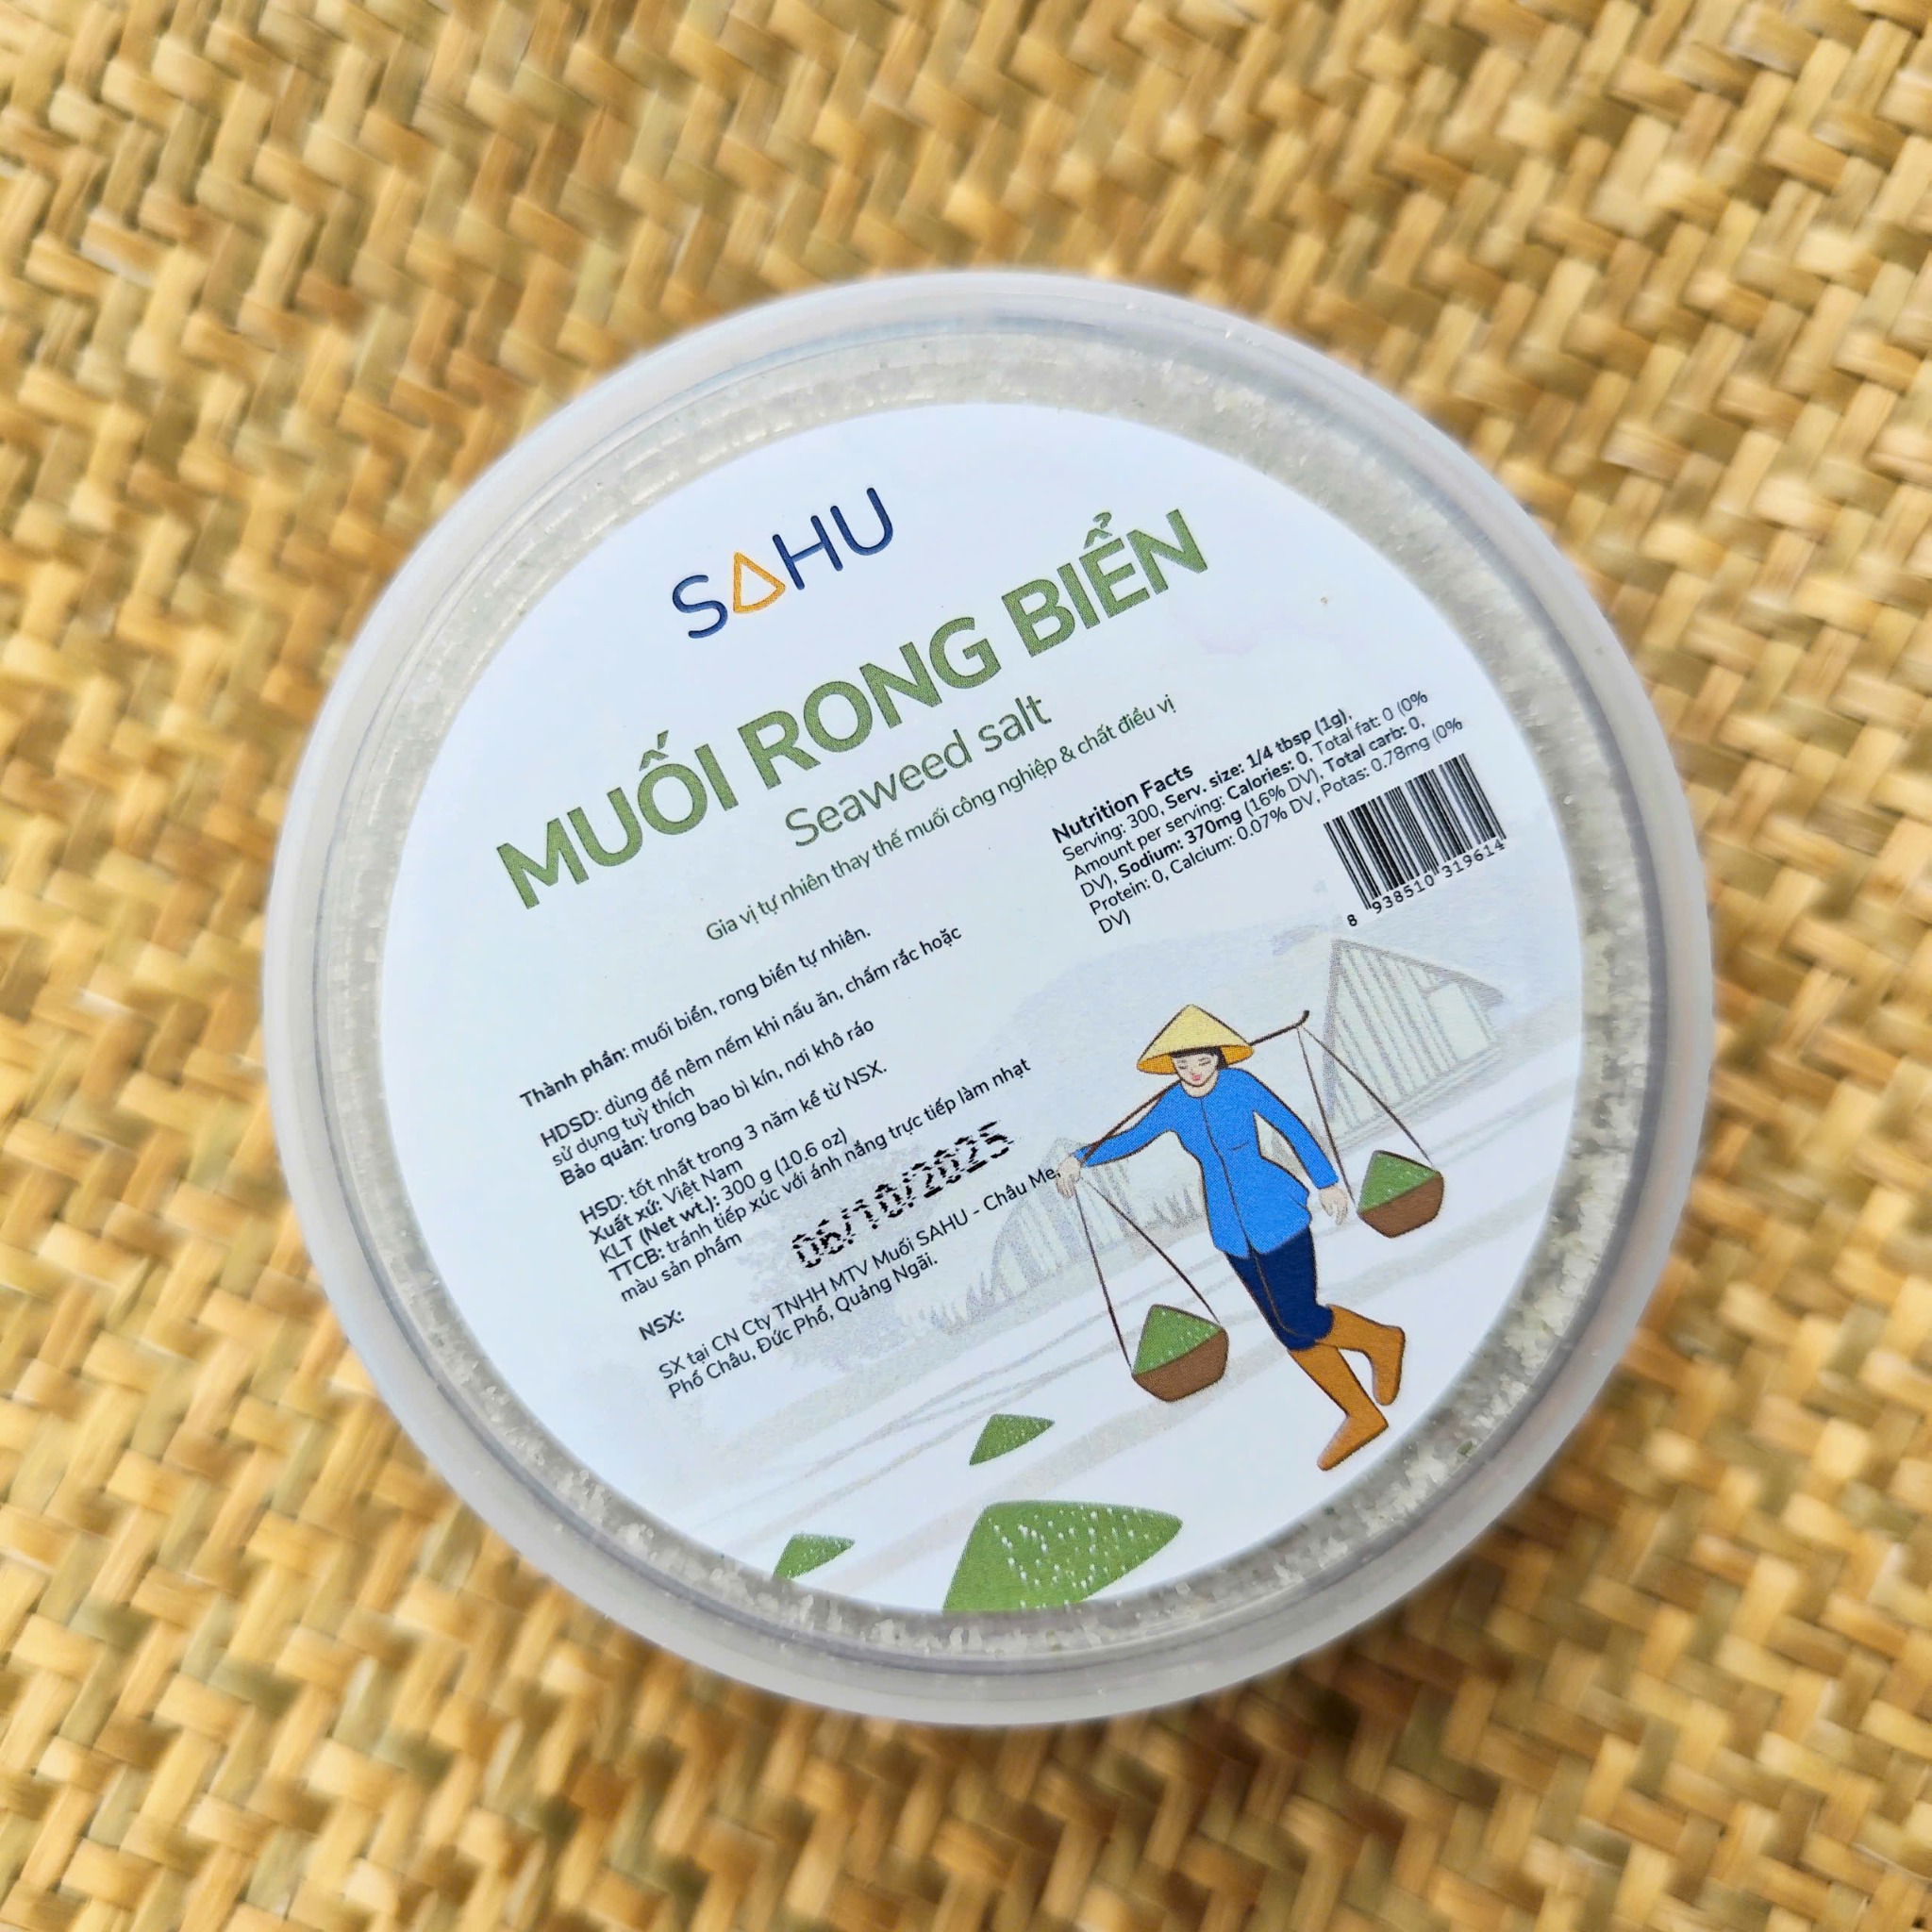 SAHU
MUỐI RONG BIỂN
Seaweed salt
Gia vị tự nhiên thay thế muối công nghiệp & chất điều vị
Thành phần: muối biển, rong biển tự nhiên.
HDSD: dùng để nêm nếm khi nấu ăn, chấm rắc hoặc
sử dụng tuỳ thích
Bảo quản: trong bao bì kín, nơi khô ráo
HSD: tốt nhất trong 3 năm kể từ NSX.
Xuất xứ: Việt Nam
KLT (Net wt.): 300 g (10.6 oz)
TTCB: tránh tiếp xúc với ánh nắng trực tiếp làm nhạt
màu sản phẩm
NSX: 06/10/2025
SX tại CN Cty TNHH MTV Muối SAHU - Châu Me,
Phổ Châu, Đức Phổ, Quảng Ngãi.
Nutrition Facts
Serving: 300, Serv. size: 1/4 tbsp (1g),
Amount per serving: Calories: 0, Total fat: 0 (0%
DV), Sodium: 370mg (16% DV), Total carb: 0,
Protein: 0, Calcium: 0.07% DV, Potas: 0.78mg (0%
DV)
8 938510 319614